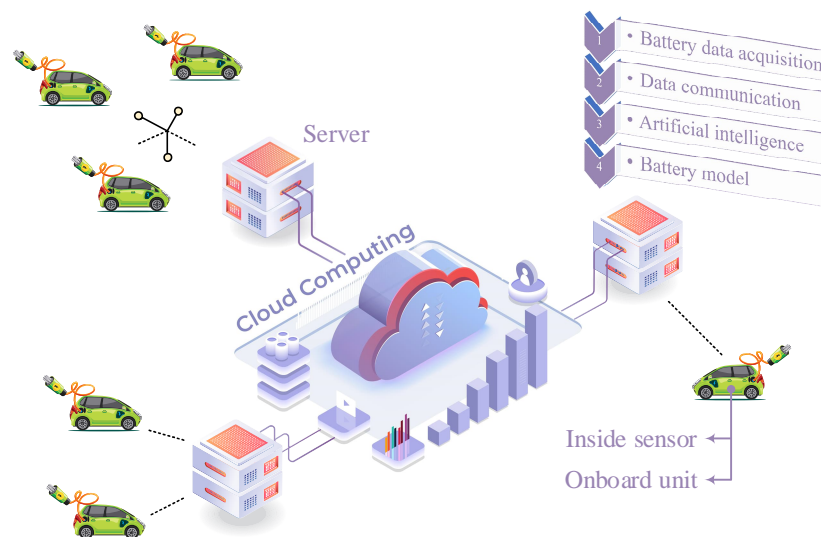 1
• Battery data acquisition
2
• Data communication
3
• Artificial intelligence
4
• Battery model
Server
Cloud Computing
Inside sensor
Onboard unit